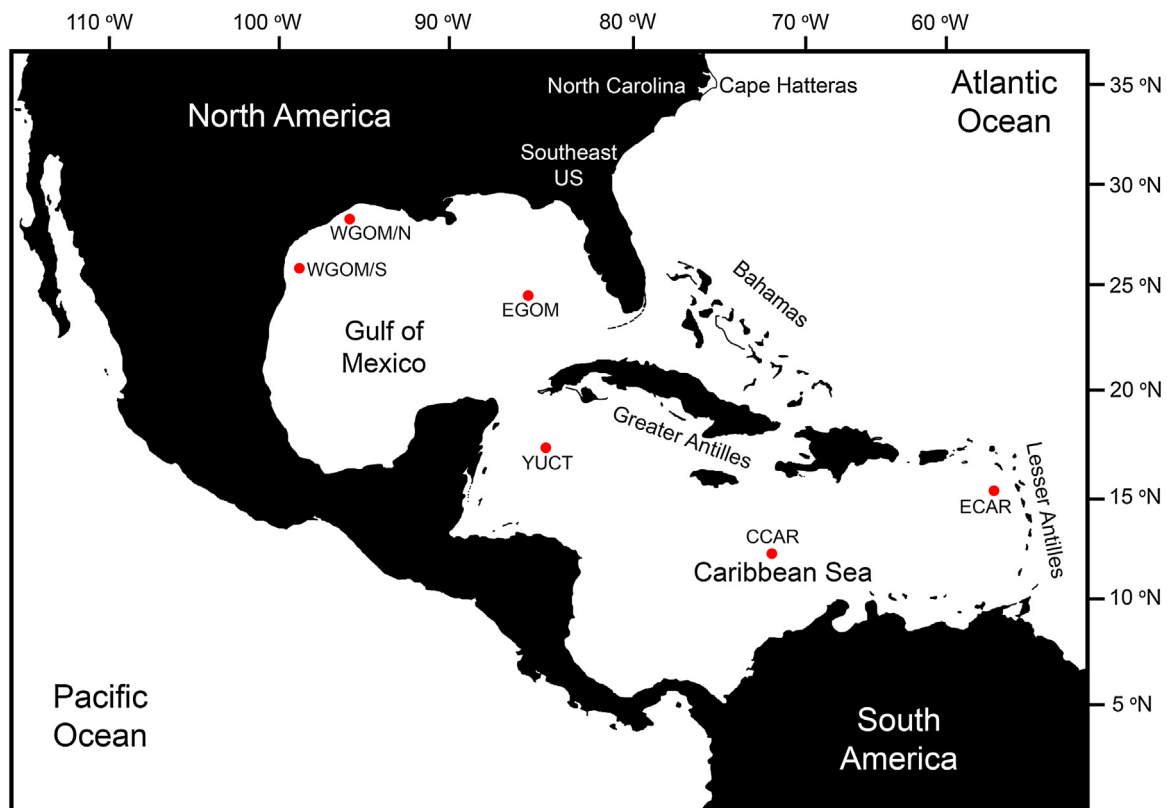 110 ºW
100 ºW
90 ºW
80 ºW
70 ºW
60 ºW
North Carolina
Cape Hatteras
Atlantic
Ocean
35 ºN
North America
Southeast
US
30 ºN
WGOM/N
WGOM/S
EGOM
Bahamas
25 ºN
Gulf of
Mexico
20 ºN
Greater Antilles
Lesser Antilles
YUCT
ECAR
15 ºN
CCAR
Caribbean Sea
10 ºN
Pacific
Ocean
South
America
5 ºN